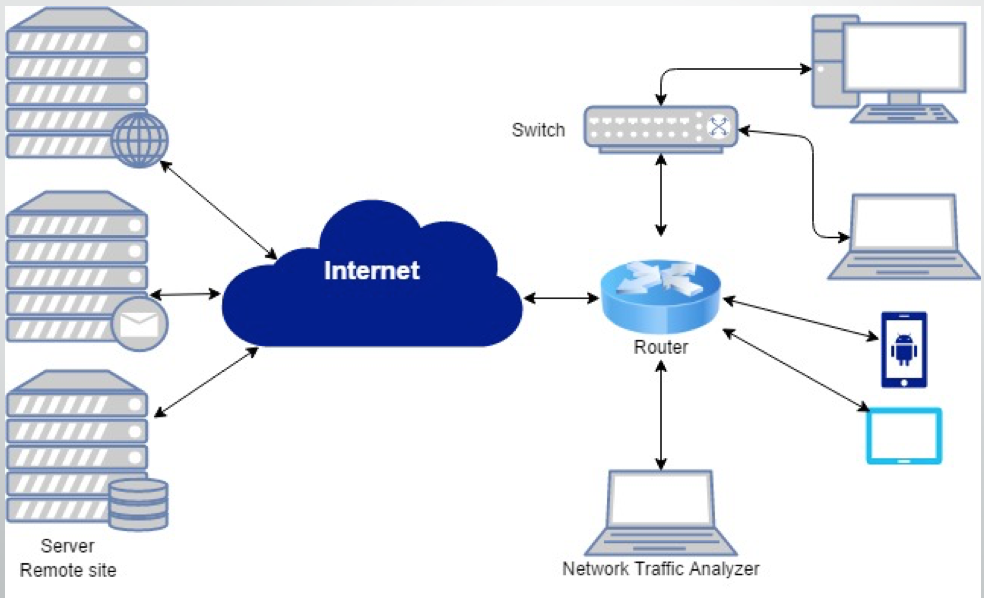 Switch
Internet
Router
Server
Remote site
Network Traffic Analyzer